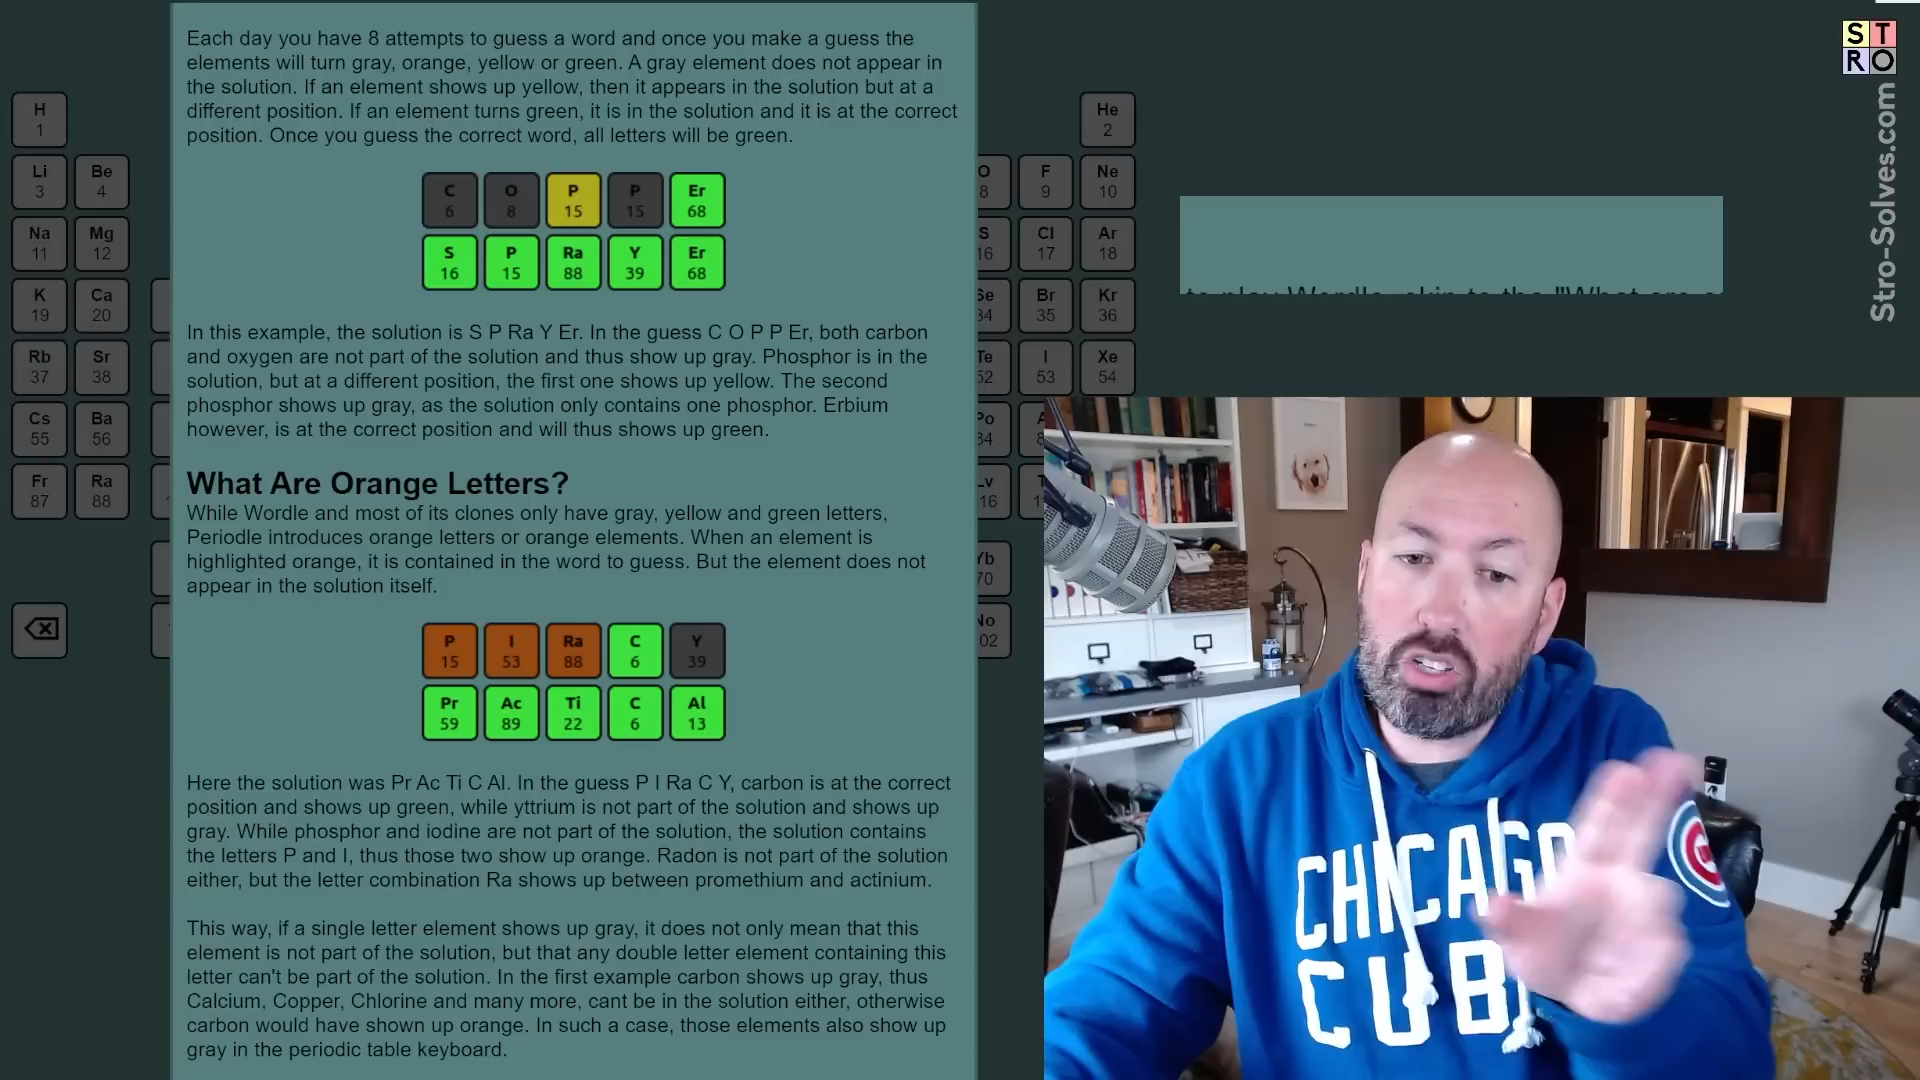 Each day you have 8 attempts to guess a word and once you make a guess the
elements will turn gray, orange, yellow or green. A gray element does not appear in
the solution. If an element shows up yellow, then it appears in the solution but at a
different position. If an element turns green, it is in the solution and it is at the correct
position. Once you guess the correct word, all letters will be green.
C O P P Er
6 8 15 15 68
S P Ra Y Er
16 15 88 39 68
In this example, the solution is S P Ra Y Er. In the guess C O P P Er, both carbon
and oxygen are not part of the solution and thus show up gray. Phosphor is in the
solution, but at a different position, the first one shows up yellow. The second
phosphor shows up gray, as the solution only contains one phosphor. Erbium
however, is at the correct position and will thus shows up green.
What Are Orange Letters?
While Wordle and most of its clones only have gray, yellow and green letters,
Periodle introduces orange letters or orange elements. When an element is
highlighted orange, it is contained in the word to guess. But the element does not
appear in the solution itself.
P I Ra C Y
15 53 88 6 39
Pr Ac Ti C Al
59 89 22 6 13
Here the solution was Pr Ac Ti C Al. In the guess P I Ra C Y, carbon is at the correct
position and shows up green, while yttrium is not part of the solution and shows up
gray. While phosphor and iodine are not part of the solution, the solution contains
the letters P and I, thus those two show up orange. Radon is not part of the solution
either, but the letter combination Ra shows up between promethium and actinium.
This way, if a single letter element shows up gray, it does not only mean that this
element is not part of the solution, but that any double letter element containing this
letter can't be part of the solution. In the first example carbon shows up gray, thus
Calcium, Copper, Chlorine and many more, cant be in the solution either, otherwise
carbon would have shown up orange. In such a case, those elements also show up
gray in the periodic table keyboard.
H
1
Li Be
3 4
Na Mg
11 12
K Ca
19 20
Rb Sr
37 38
Cs Ba
55 56
Fr Ra
87 88
He
2
O F Ne
8 9 10
S Cl Ar
16 17 18
Se Br Kr
34 35 36
Te I Xe
52 53 54
Po
84
Lv
Yb
70
No
102
to play Wordle, skip to the "What are
S T
R O
Stro-Solves.com
CHICAGO
CUBS